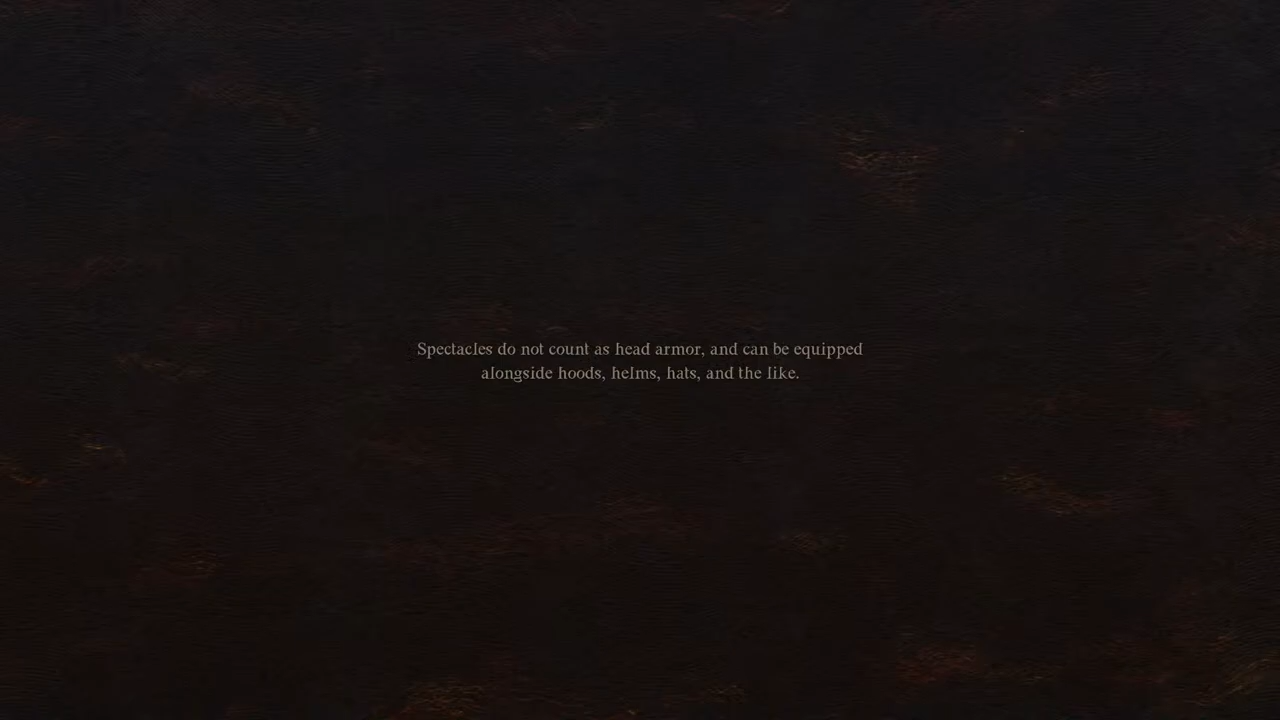 Spectacles do not count as head armor, and can be equipped
alongside hoods, helms, hats, and the like.